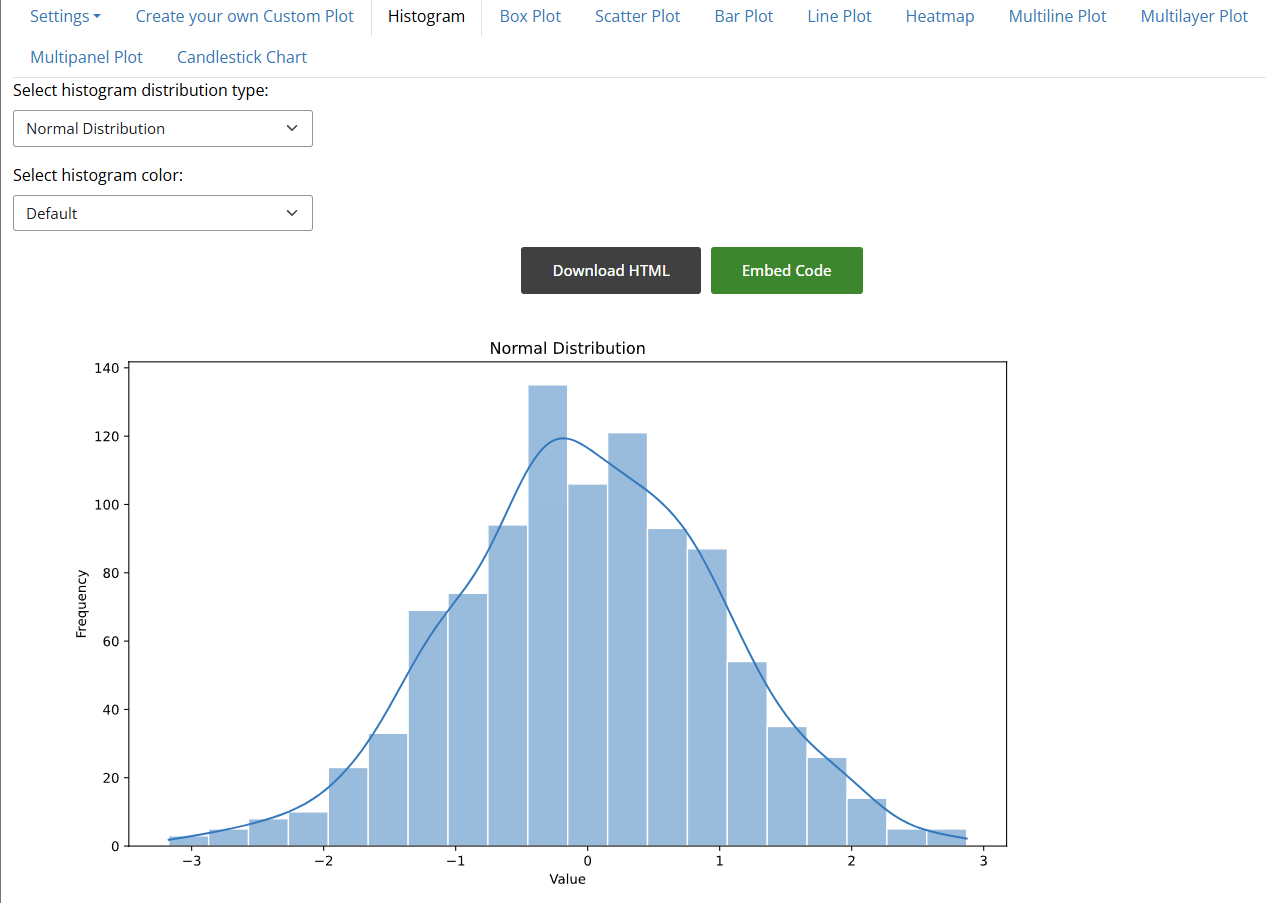 Settings Create your own Custom Plot Histogram Box Plot Scatter Plot Bar Plot Line Plot Heatmap Multiline Plot Multilayer Plot
Multipanel Plot Candlestick Chart
Select histogram distribution type:
Normal Distribution
Select histogram color:
Default
Download HTML Embed Code
Normal Distribution
140
120
100
80
60
40
20
0
Frequency
−3 −2 −1 0 1 2 3
Value